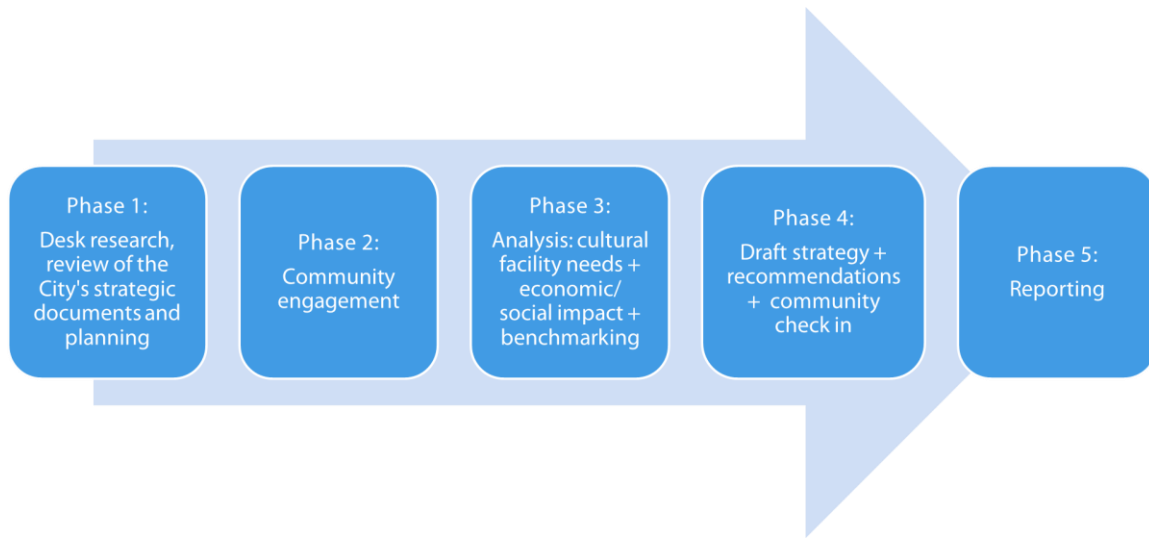 Phase 1:
Desk research,
review of the
City's strategic
documents and
planning
Phase 2:
Community
engagement
Phase 3:
Analysis: cultural
facility needs +
economic/
social impact +
benchmarking
Phase 4:
Draft strategy +
recommendations
+ community
check in
Phase 5:
Reporting